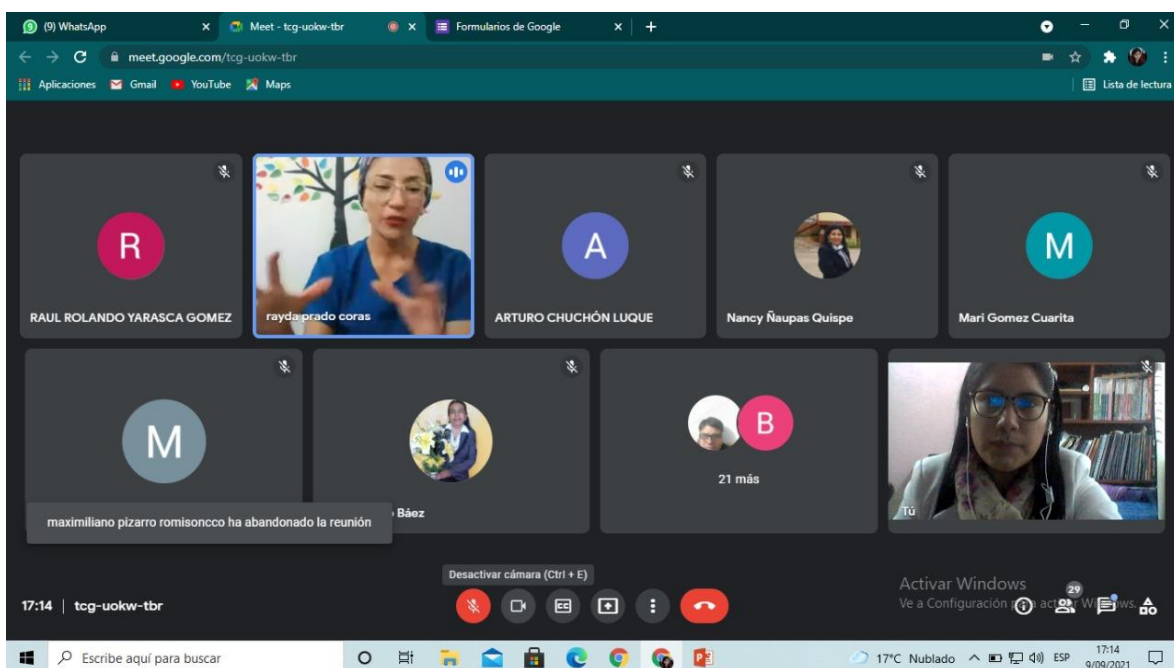 (9) WhatsApp
Meet - tcg-uokw-tbr
Formularios de Google
meet.google.com/tcg-uokw-tbr
Aplicaciones
Gmail
YouTube
Maps
Lista de lectura
R
RAUL ROLANDO YARASCA GOMEZ
rayda prado coras
A
ARTURO CHUCHÓN LUQUE
Nancy Ñaupas Quispe
M
Mari Gomez Cuarita
M
Báez
B
21 más
Tú
maximiliano pizarro romisoncco ha abandonado la reunión
Desactivar cámara (Ctrl + E)
Activar Windows
Ve a Configuración
17:14 | tcg-uokw-tbr
29
Escribe aquí para buscar
17°C Nublado
ESP
17:14
9/09/2021